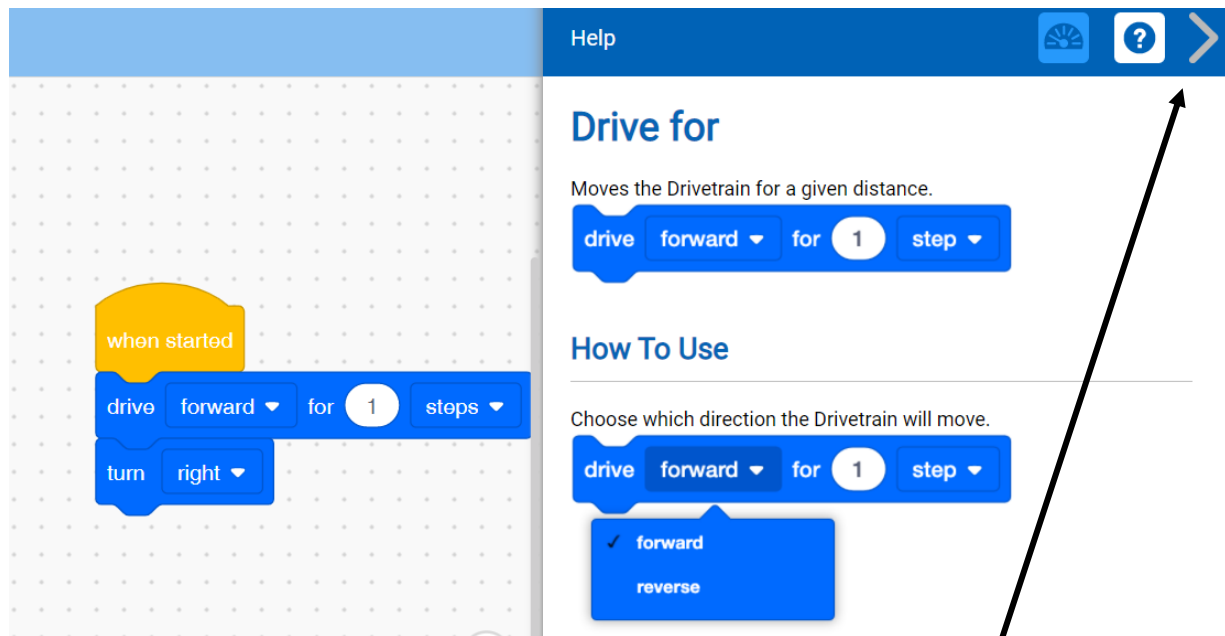 Help
?
Drive for
Moves the Drivetrain for a given distance.
drive forward for 1 step
How To Use
Choose which direction the Drivetrain will move.
drive forward for 1 step
✓ forward
reverse
when started
drive forward for 1 steps
turn right